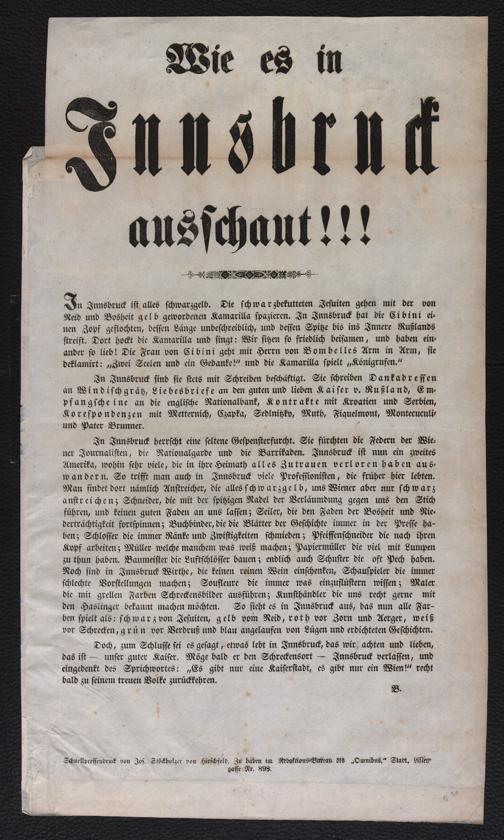 Wie es in
Innsbruck
ausschaut!!!
In Innsbruck ist alles schwarzgelb. Die schwarzbekutteten Jesuiten gehen mit der von
Neid und Bosheit gelb gewordenen Kamarilla spazieren. In Innsbruck hat die Cibini ei-
nen Zopf geflochten, dessen Länge unbeschreiblich, und dessen Spitze bis ins Innere Rußlands
streift. Dort hockt die Kamarilla und singt: Wir sitzen so friedlich beisamen, und haben ein-
ander so lieb! Die Frau von Cibini geht mit Herrn von Bombelles Arm in Arm, sie
deklamirt: „Zwei Seelen und ein Gedanke!“ und die Kamarilla spielt „Königrufen.“
In Innsbruck sind sie stets mit Schreiben beschäftigt. Sie schreiben Dankadressen
an Windischgrätz, Liebesbriefe an den guten und lieben Kaiser v. Rußland, Em-
pfangscheine an die englische Nationalbank, Kontrakte mit Kroatien und Serbien,
Korespondenzen mit Metternich, Czapka, Sedlnitzky, Muth, Fiquelmont, Montecuculi
und Pater Brunner.
In Innsbruck herrscht eine seltene Gespensterfurcht. Sie fürchten die Federn der Wie-
ner Journalisten, die Nationalgarde und die Barrikaden. Innsbruck ist nun ein zweites
Amerika, wohin sehr viele, die in ihre Heimath alles Zutrauen verloren haben aus-
wandern. So trifft man auch in Innsbruck viele Professionisten, die früher hier lebten.
Man findet dort nämlich Anstreicher, die alles schwarzgelb, uns Wiener aber nur schwarz
anstreichen; Schneider, die mit der spitzigen Nadel der Verläumdung gegen uns den Stich
führen, und keinen guten Faden an uns lassen; Seiler, die den Faden der Bosheit und Nie-
derträchtigkeit fortspinnen; Buchbinder, die die Blätter der Geschichte immer in der Presse ha-
ben; Schlosser die immer Ränke und Zwistigkeiten schmieden; Pfeiffenschneider die nach ihren
Kopf arbeiten; Müller welche manchem was weiß machen; Papiermüller die viel mit Lumpen
zu thun haben. Baumeister die Luftschlösser bauen; endlich auch Schuster die oft Pech haben.
Noch sind in Innsbruck Wirthe, die keinen reinen Wein einschenken, Schauspieler die immer
schlechte Vorstellungen machen; Soufleure die immer was einzuflüstern wissen; Maler
die mit grellen Farben Schreckensbilder ausführen; Kunsthändler die uns recht gerne mit
den Haslinger bekannt machen möchten. So sieht es in Innsbruck aus, das nun alle Far-
ben spielt als: schwarz von Jesuiten, gelb vom Neid, roth vor Zorn und Aerger, weiß
vor Schrecken, grün vor Verdruß und blau angelaufen von Lügen und erdichteten Geschichten.
Doch, zum Schluße sei es gesagt, etwas lebt in Innsbruck, das wir achten und lieben,
das ist — unser guter Kaiser. Möge bald er den Schreckensort — Innsbruck verlassen, und
eingedenk des Sprichwortes: „Es gibt nur eine Kaiserstadt, es gibt nur ein Wien!“ recht
bald zu seinem treuen Volke zurückkehren.
B.
Schnellpressendruck von Jos. Stöckholzer von Hirschfeld. Zu haben im Redaktions-Bureau des „Omnibus,“ Stadt, Lilien-
gasse Nr. 898.